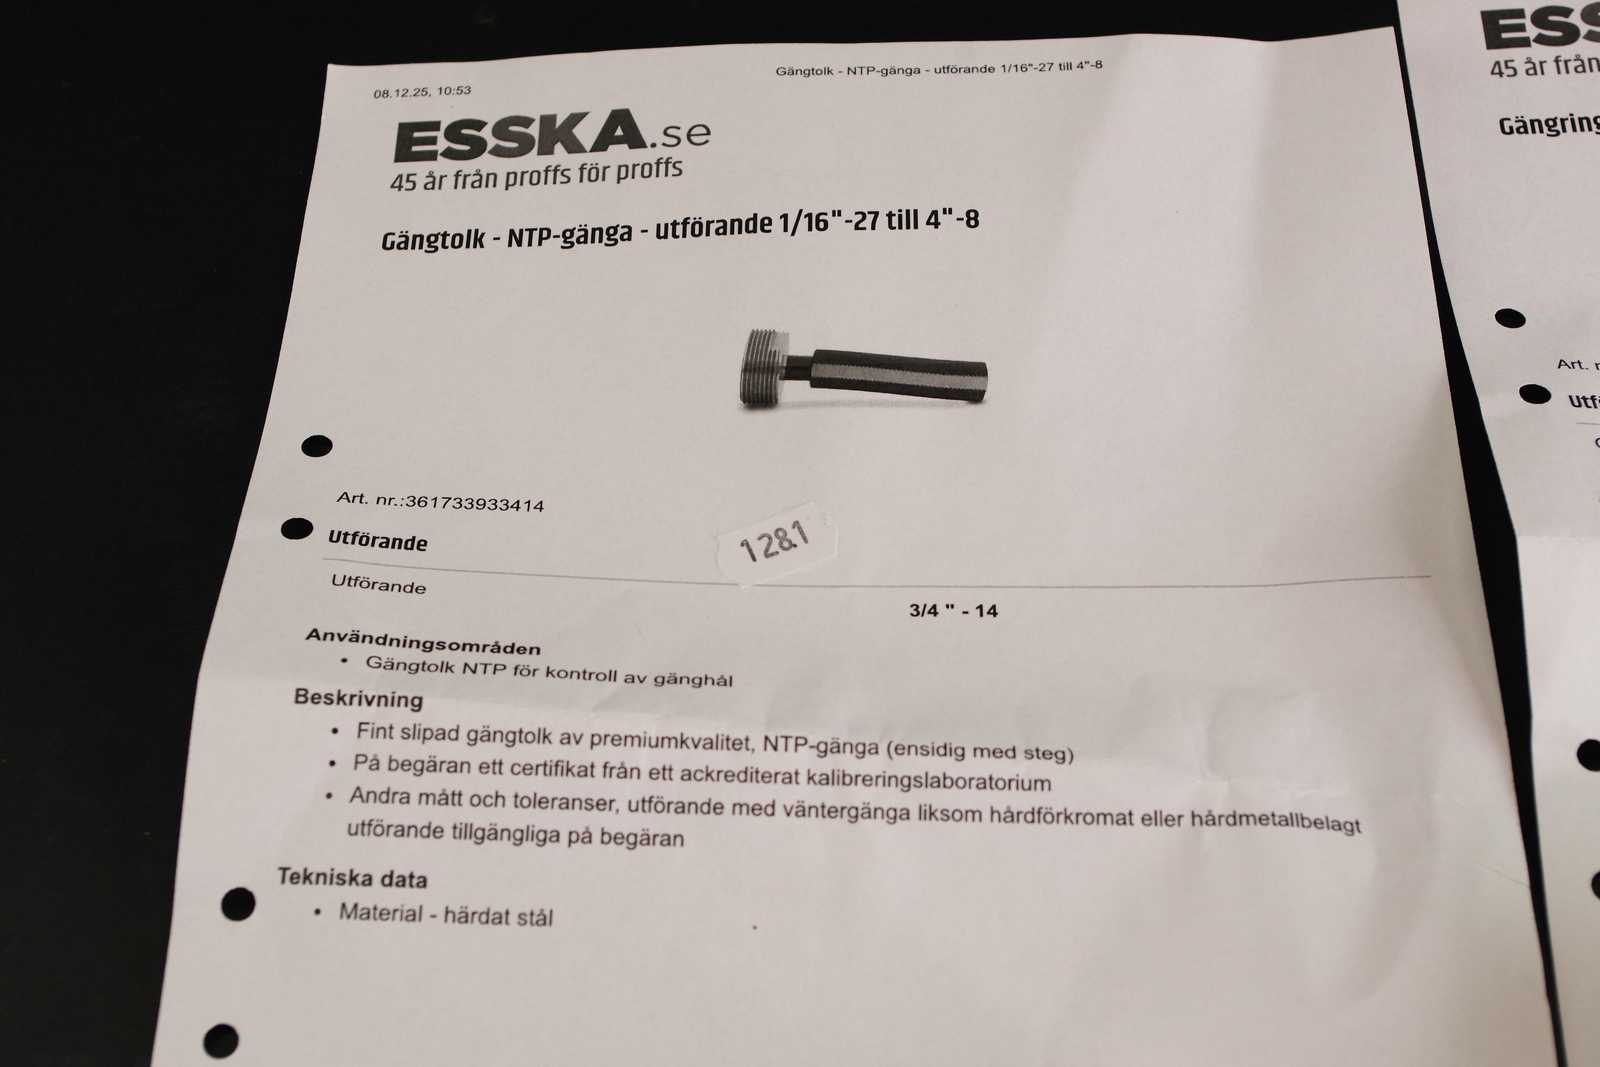 08.12.25, 10:53
Gängtolk - NTP-gänga - utförande 1/16"-27 till 4"-8
ESSKA.se
45 år från proffs för proffs
Gängtolk - NTP-gänga - utförande 1/16"-27 till 4"-8
Art. nr.:361733933414
1281
Utförande
Utförande
3/4 " - 14
Användningsområden
• Gängtolk NTP för kontroll av gänghål
Beskrivning
• Fint slipad gängtolk av premiumkvalitet, NTP-gänga (ensidig med steg)
• På begäran ett certifikat från ett ackrediterat kalibreringslaboratorium
• Andra mått och toleranser, utförande med väntergänga liksom hårdförkromat eller hårdmetallbelagt
utförande tillgängliga på begäran
Tekniska data
• Material - härdat stål
45 år från
Gängring
Art.